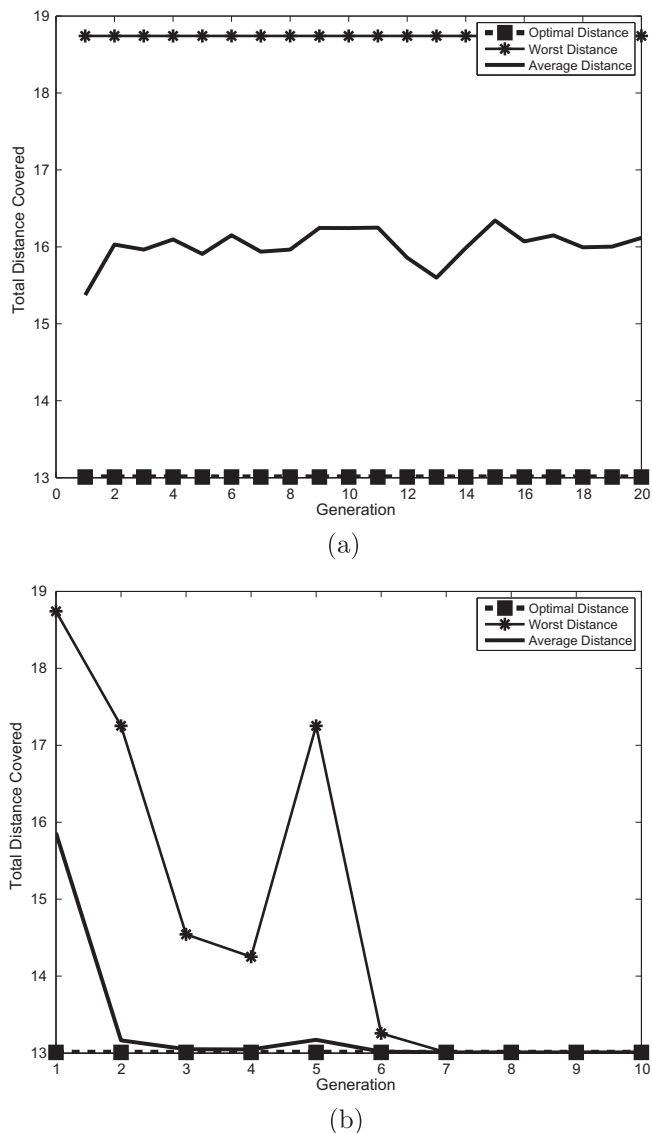 19
18
17
16
15
14
13
Total Distance Covered
Optimal Distance
Worst Distance
Average Distance
0 2 4 6 8 10 12 14 16 18 20
Generation
(a)
19
18
17
16
15
14
13
Total Distance Covered
Optimal Distance
Worst Distance
Average Distance
1 2 3 4 5 6 7 8 9 10
Generation
(b)